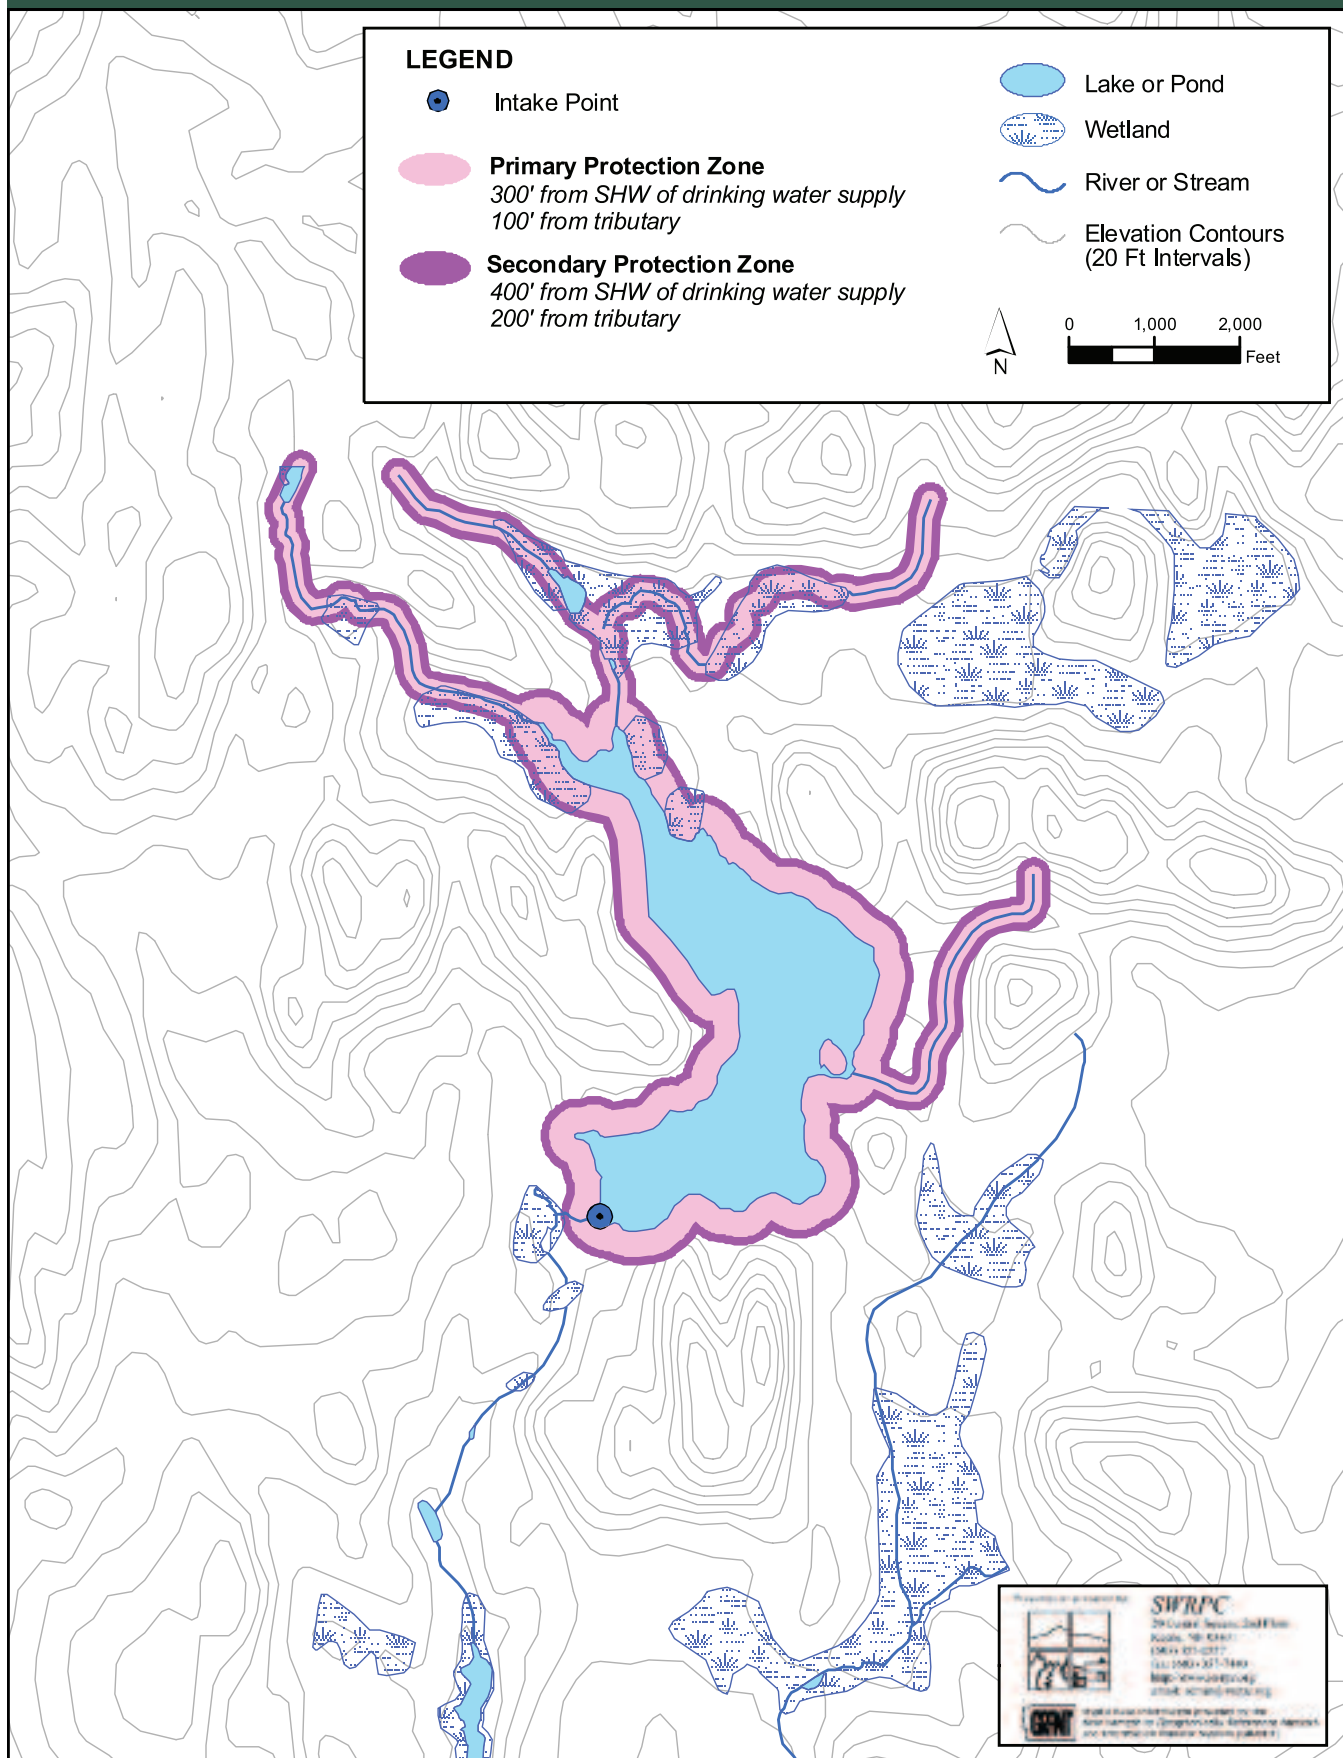 LEGEND
Intake Point
Primary Protection Zone
300' from SHW of drinking water supply
100' from tributary
Secondary Protection Zone
400' from SHW of drinking water supply
200' from tributary
Lake or Pond
Wetland
River or Stream
Elevation Contours
(20 Ft Intervals)
N
0 1,000 2,000
Feet
SWRPC